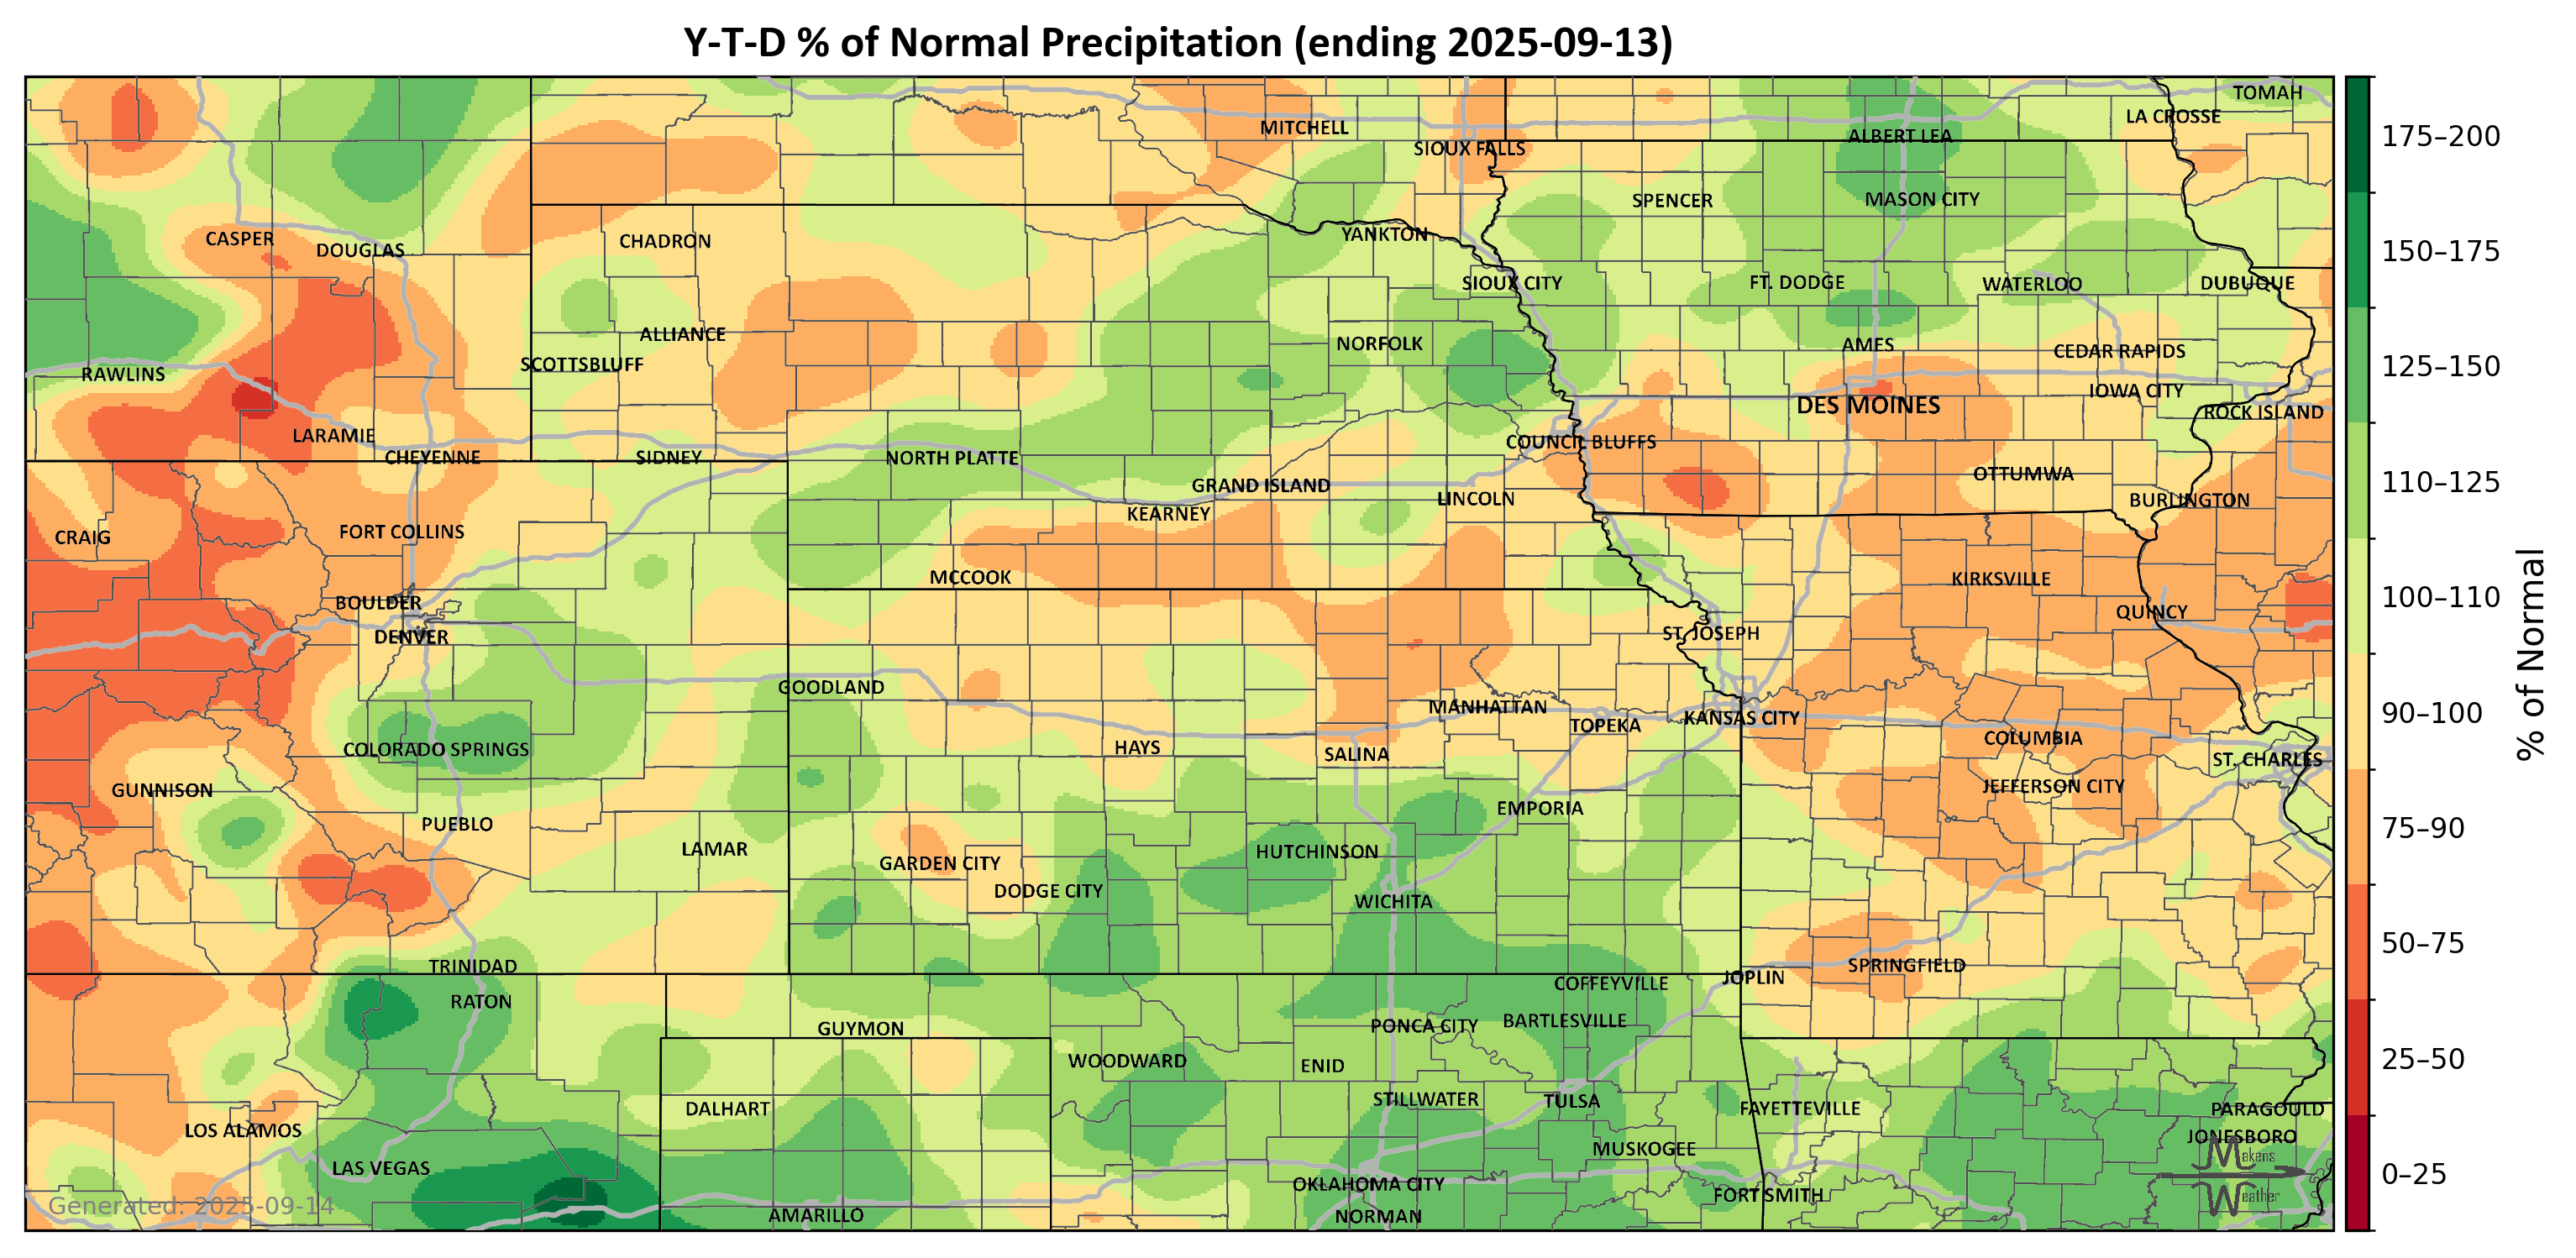 Y-T-D % of Normal Precipitation (ending 2025-09-13)
TOMAH
LA CROSSE
MITCHELL
ALBERT LEA
SIOUX FALLS
SPENCER
MASON CITY
CASPER
DOUGLAS
CHADRON
YANKTON
SIOUX CITY
FT. DODGE
WATERLOO
DUBUQUE
ALLIANCE
NORFOLK
AMES
CEDAR RAPIDS
SCOTTSBLUFF
RAWLINS
IOWA CITY
DES MOINES
ROCK ISLAND
LARAMIE
COUNCIL BLUFFS
CHEYENNE
SIDNEY
NORTH PLATTE
OTTUMWA
GRAND ISLAND
LINCOLN
BURLINGTON
KEARNEY
FORT COLLINS
CRAIG
MCCOOK
KIRKSVILLE
BOULDER
QUINCY
DENVER
ST. JOSEPH
GOODLAND
MANHATTAN
TOPEKA
KANSAS CITY
COLUMBIA
COLORADO SPRINGS
HAYS
SALINA
ST. CHARLES
GUNNISON
JEFFERSON CITY
EMPORIA
PUEBLO
LAMAR
HUTCHINSON
GARDEN CITY
DODGE CITY
WICHITA
TRINIDAD
SPRINGFIELD
JOPLIN
COFFEYVILLE
RATON
GUYMON
PONCA CITY
BARTLESVILLE
WOODWARD
ENID
STILLWATER
TULSA
DALHART
FAYETTEVILLE
PARAGOULD
LOS ALAMOS
JONESBORO
MUSKOGEE
LAS VEGAS
OKLAHOMA CITY
FORT SMITH
AMARILLO
NORMAN
Makens
Weather
Generated: 2025-09-14
175–200
150–175
125–150
110–125
100–110
90–100
75–90
50–75
25–50
0–25
% of Normal